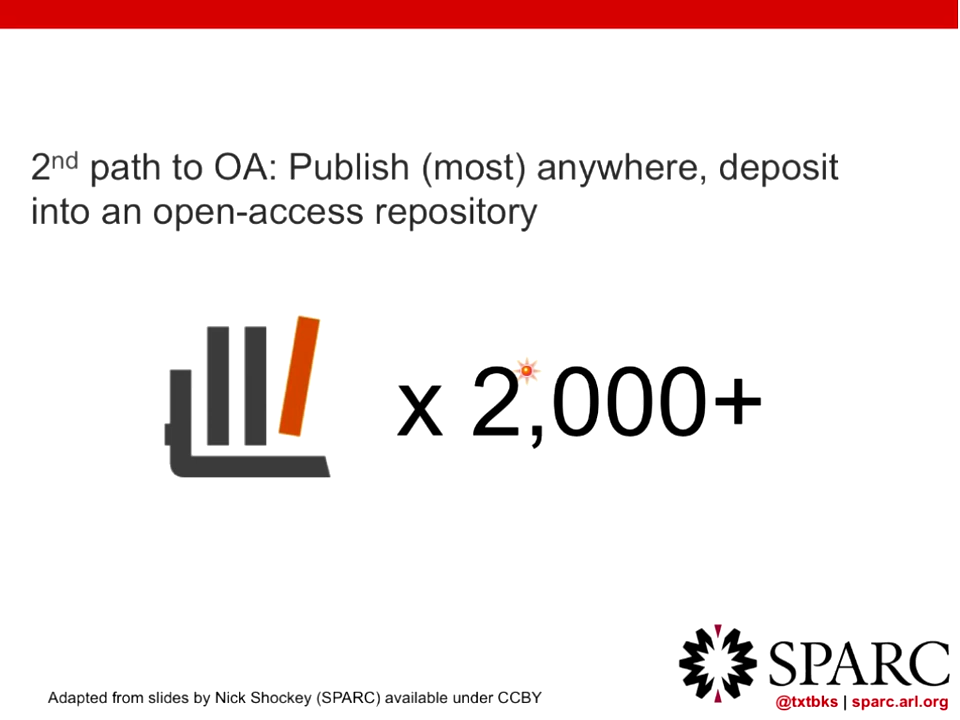 2nd path to OA: Publish (most) anywhere, deposit
into an open-access repository
x 2,000+
SPARC
Adapted from slides by Nick Shockey (SPARC) available under CCBY
@txtbks | sparc.arl.org